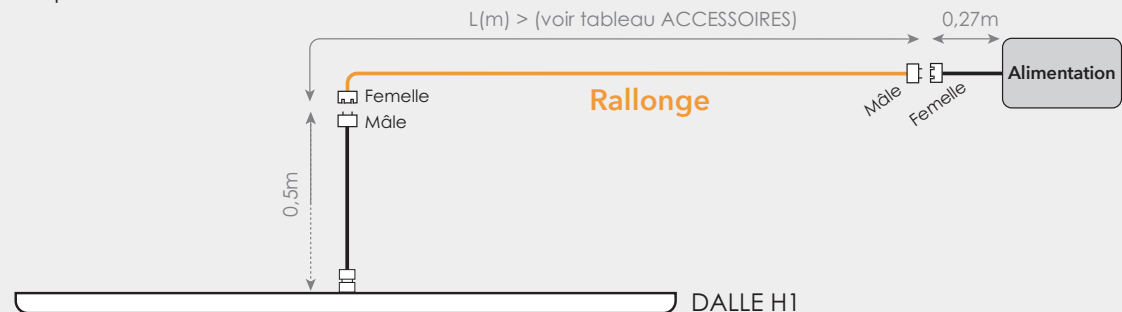 L(m) > (voir tableau ACCESSOIRES)
0,27m
Alimentation
Femelle
Mâle
Rallonge
Mâle
Femelle
0,5m
DALLE H1